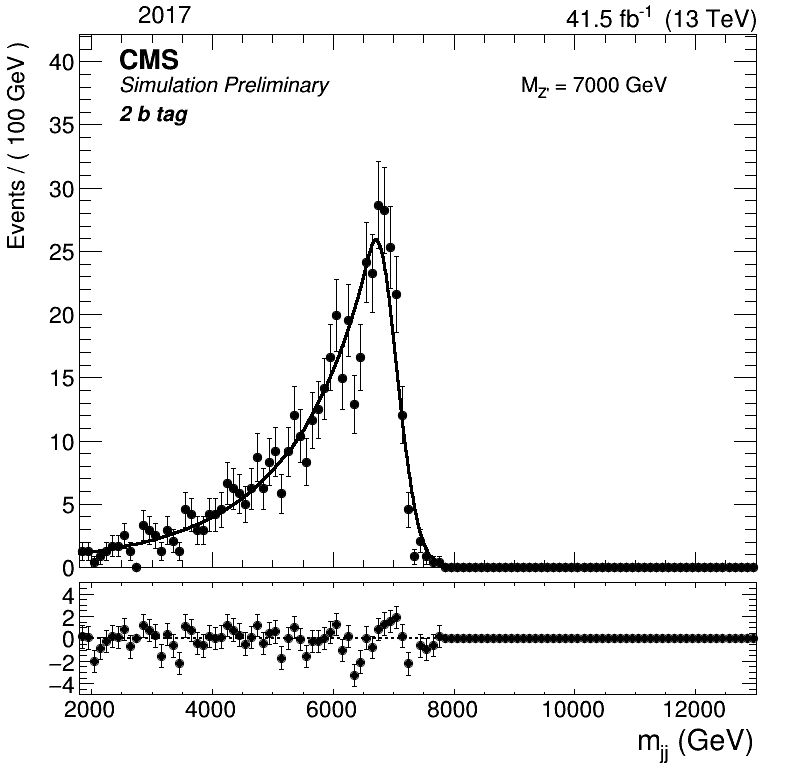 2017 41.5 fb⁻¹ (13 TeV)
CMS
Simulation Preliminary
M_Z' = 7000 GeV
2 b tag
Events / ( 100 GeV )
40
35
30
25
20
15
10
5
0
4
2
0
−2
−4
2000 4000 6000 8000 10000 12000
m_jj (GeV)